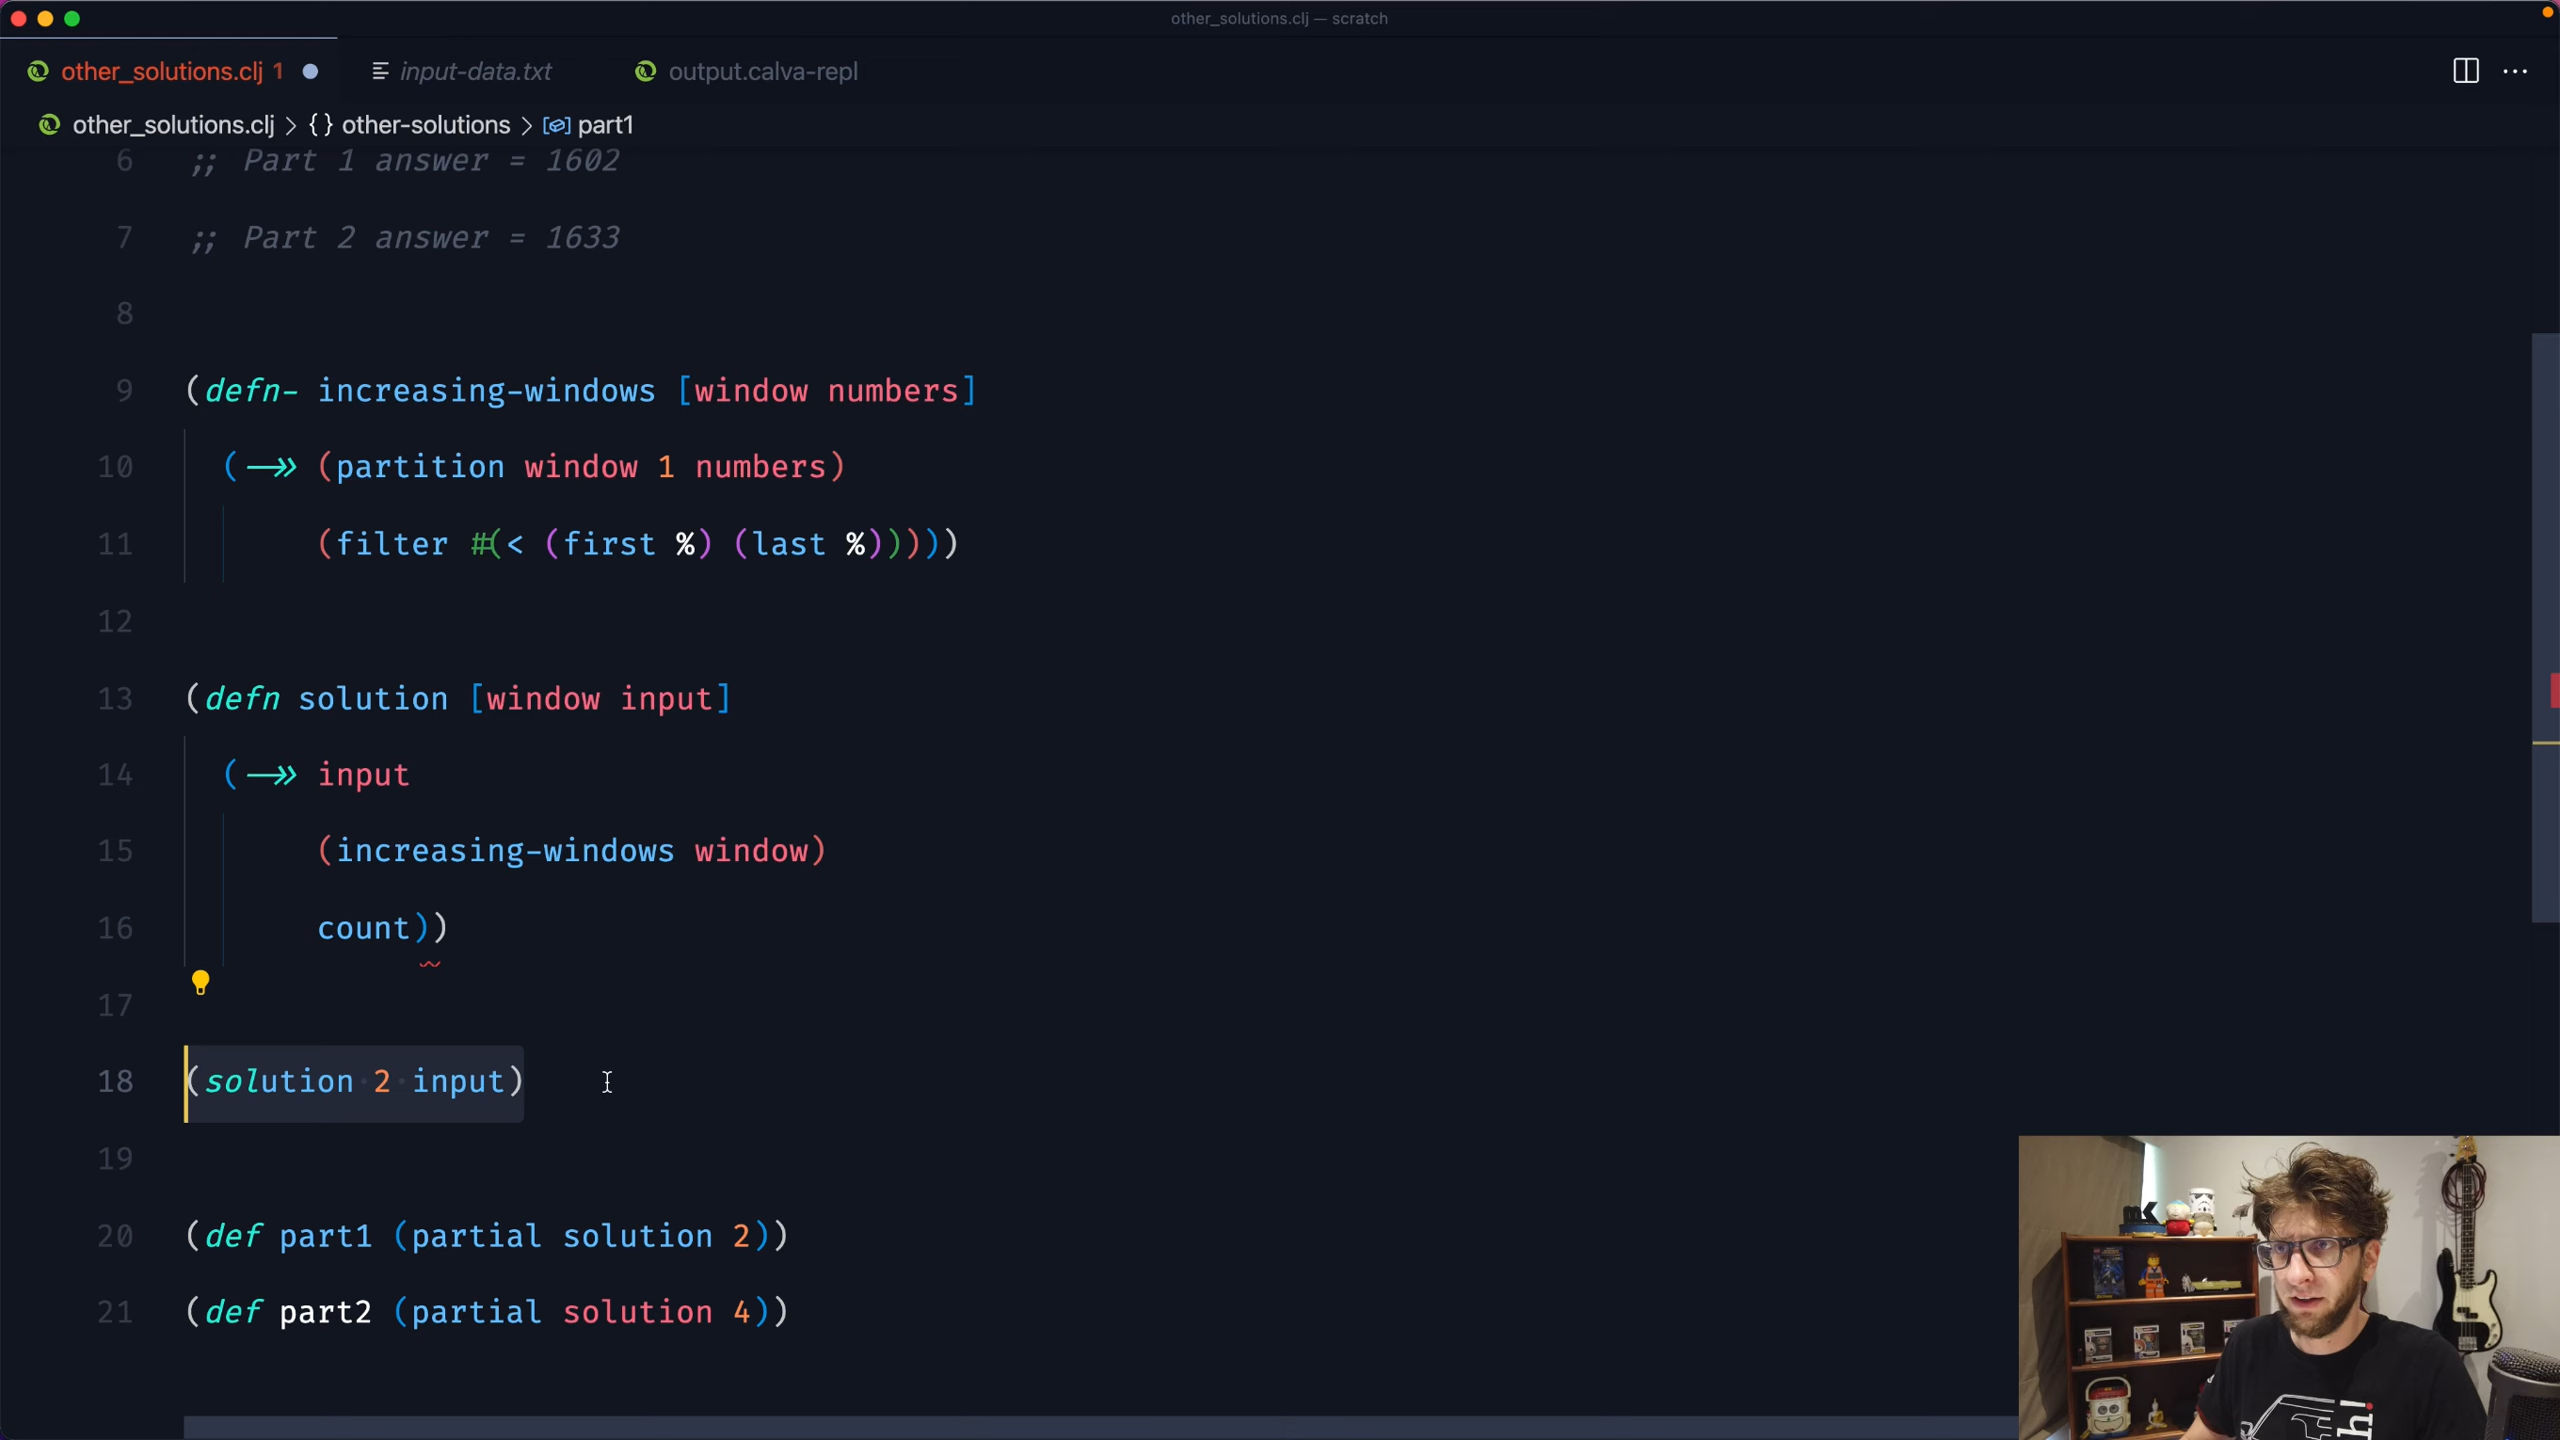 other_solutions.clj — scratch
other_solutions.clj 1
input-data.txt
output.calva-repl
other_solutions.clj > {} other-solutions > part1
6 ;; Part 1 answer = 1602
7 ;; Part 2 answer = 1633
8
9 (defn- increasing-windows [window numbers]
10 (->> (partition window 1 numbers)
11 (filter #(< (first %) (last %)))))
12
13 (defn solution [window input]
14 (->> input
15 (increasing-windows window)
16 count))
17
18 (solution 2 input)
19
20 (def part1 (partial solution 2))
21 (def part2 (partial solution 4))
h!